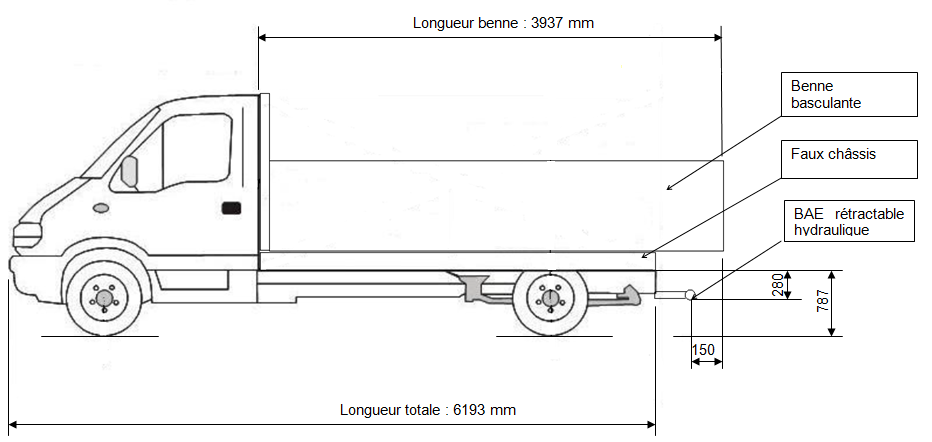 Longueur benne : 3937 mm
Benne
basculante
Faux châssis
BAE rétractable
hydraulique
280
787
150
Longueur totale : 6193 mm